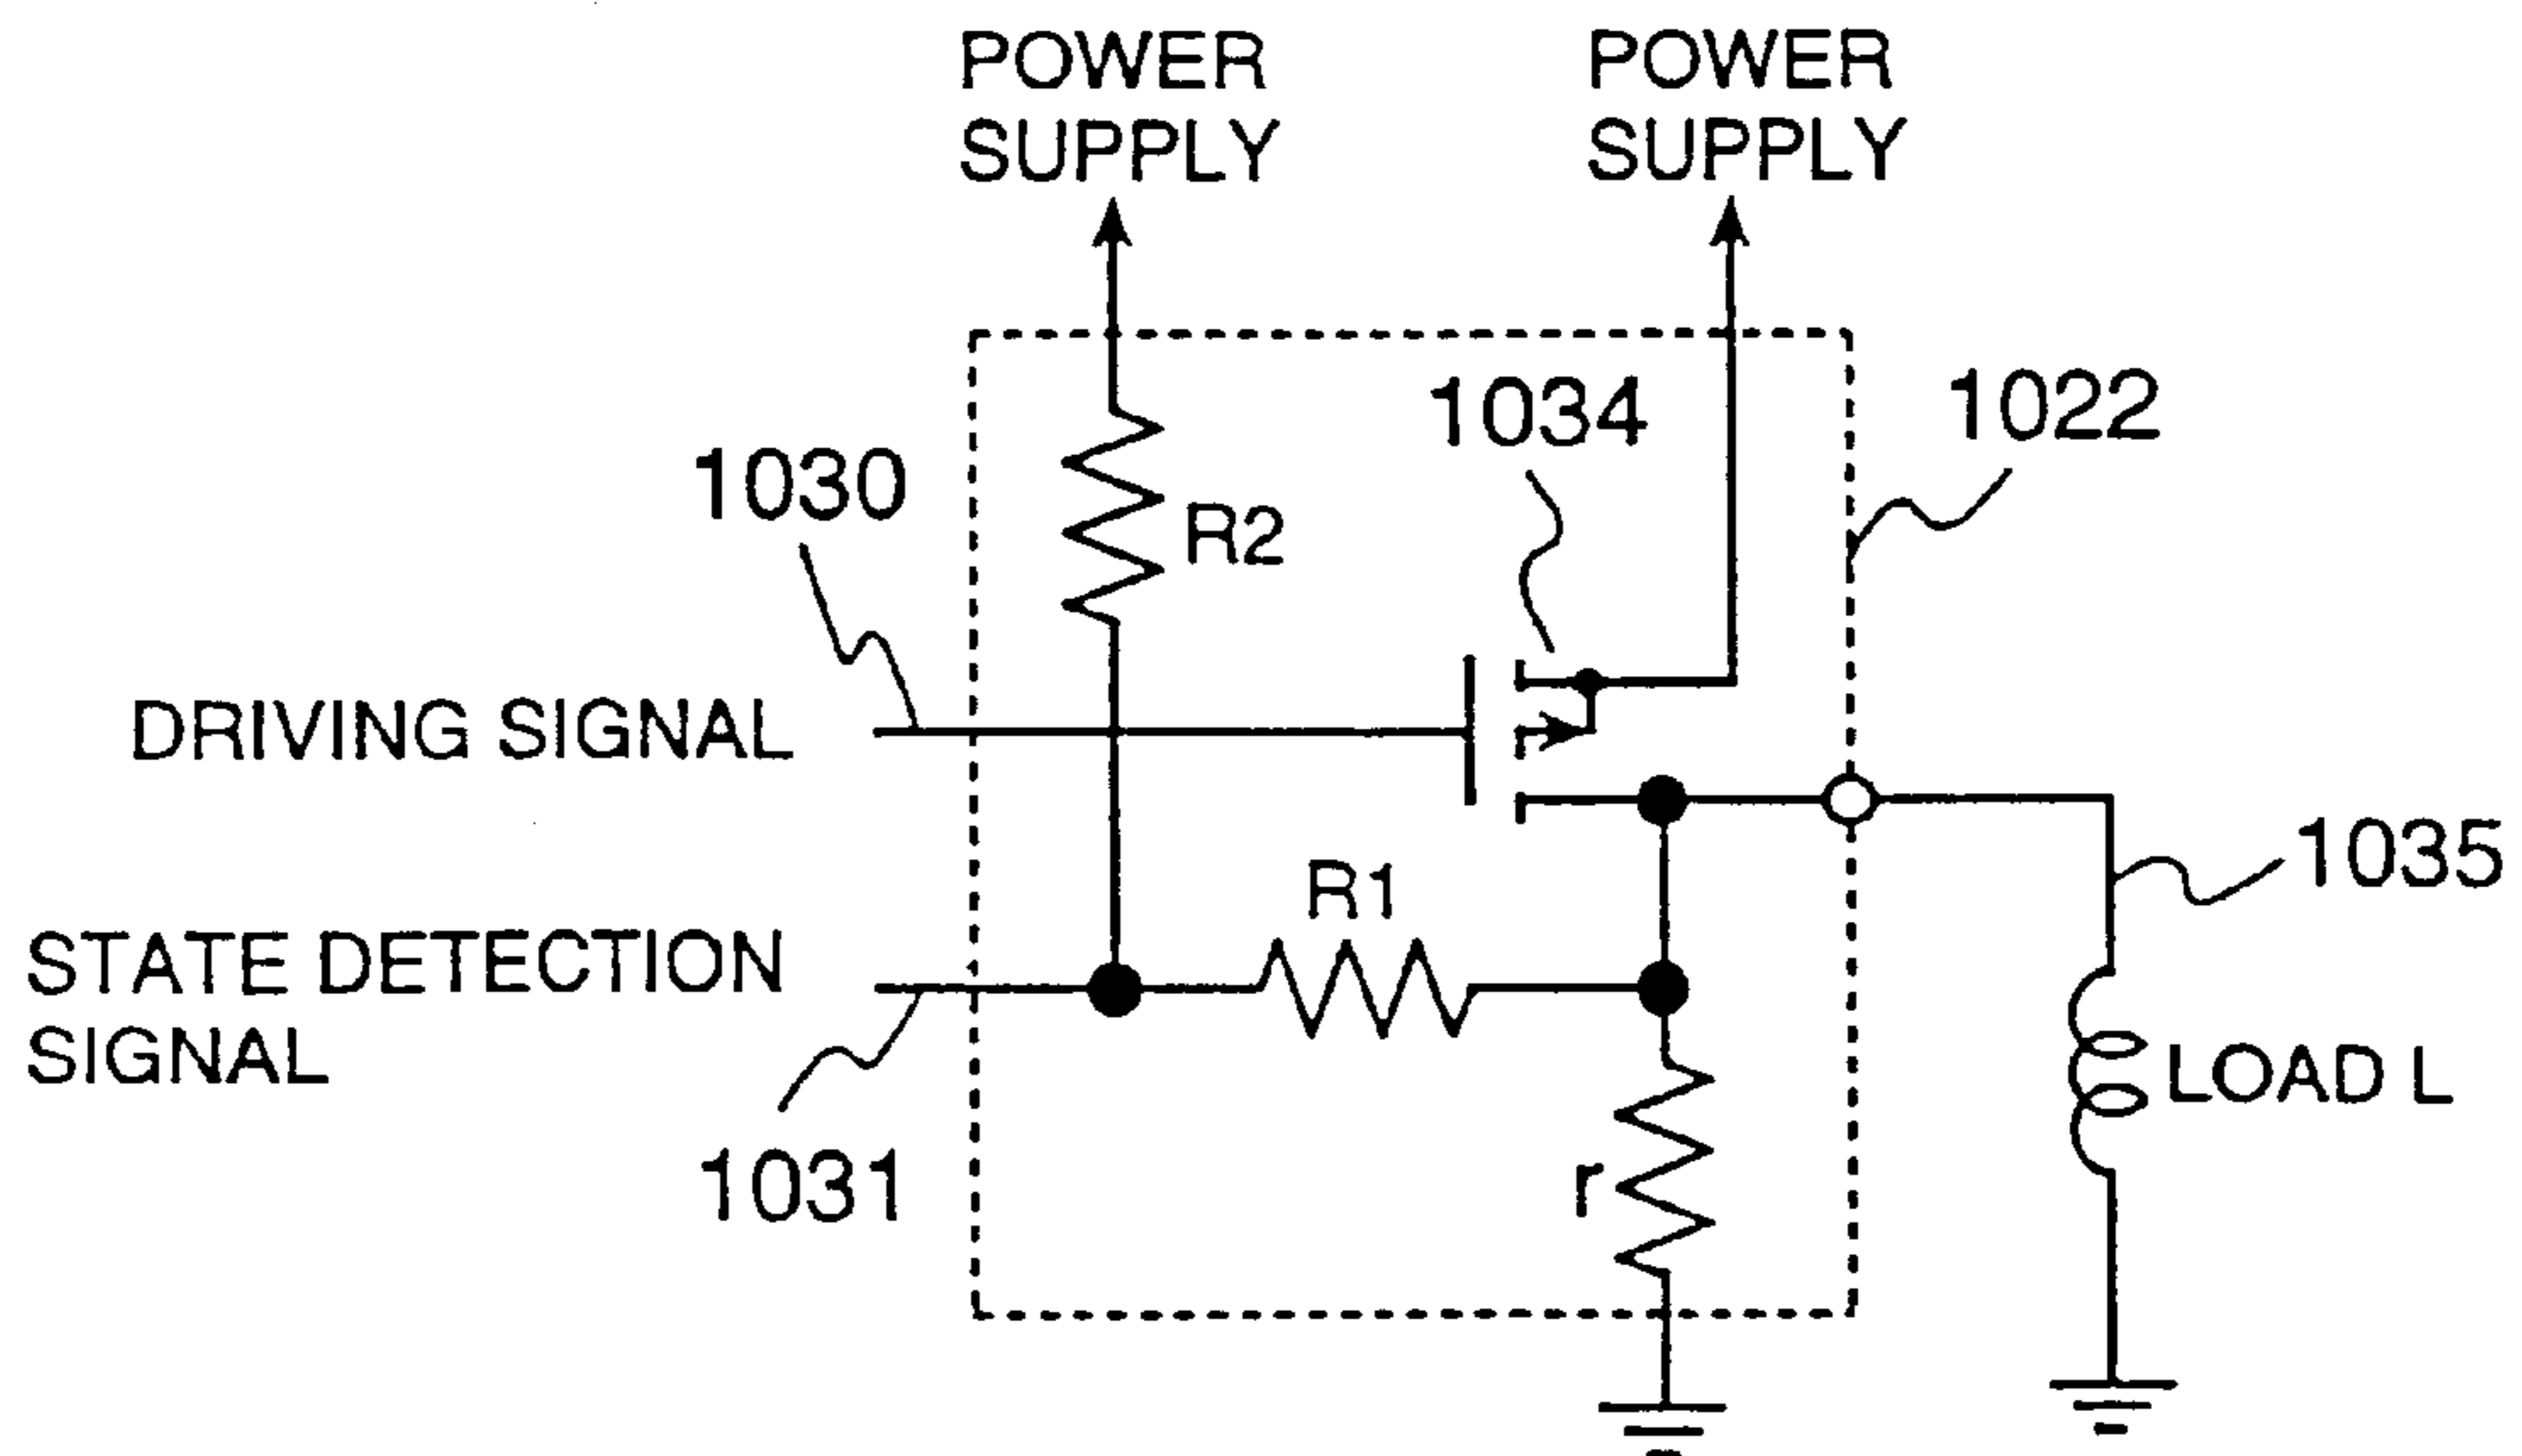 POWER
SUPPLY
POWER
SUPPLY
1030
1034
1022
R2
DRIVING SIGNAL
R1
1035
STATE DETECTION
SIGNAL
LOAD L
1031
r